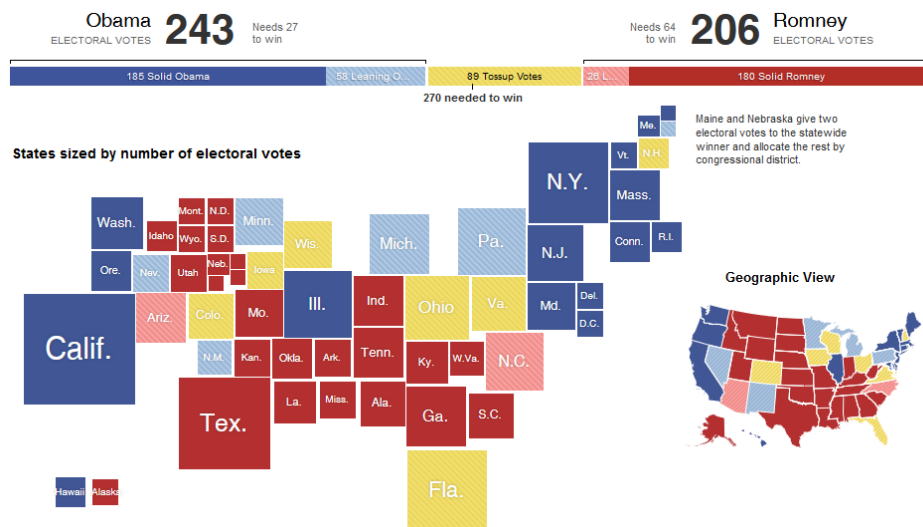 Obama
ELECTORAL VOTES
243
Needs 27
to win
Needs 64
to win
206
Romney
ELECTORAL VOTES
185 Solid Obama
58 Leaning O...
89 Tossup Votes
26 L...
180 Solid Romney
270 needed to win
States sized by number of electoral votes
Maine and Nebraska give two
electoral votes to the statewide
winner and allocate the rest by
congressional district.
Me.
Vt.
N.H.
N.Y.
Mass.
Wash.
Mont.
N.D.
Minn.
Idaho
Wyo.
S.D.
Wis.
Mich.
Pa.
N.J.
Conn.
R.I.
Ore.
Nev.
Utah
Neb.
Iowa
Calif.
Ariz.
Colo.
Mo.
Ill.
Ind.
Ohio
Va.
Md.
Del.
D.C.
N.M.
Kan.
Okla.
Ark.
Tenn.
Ky.
W.Va.
N.C.
Tex.
La.
Miss.
Ala.
Ga.
S.C.
Fla.
Hawaii
Alaska
Geographic View